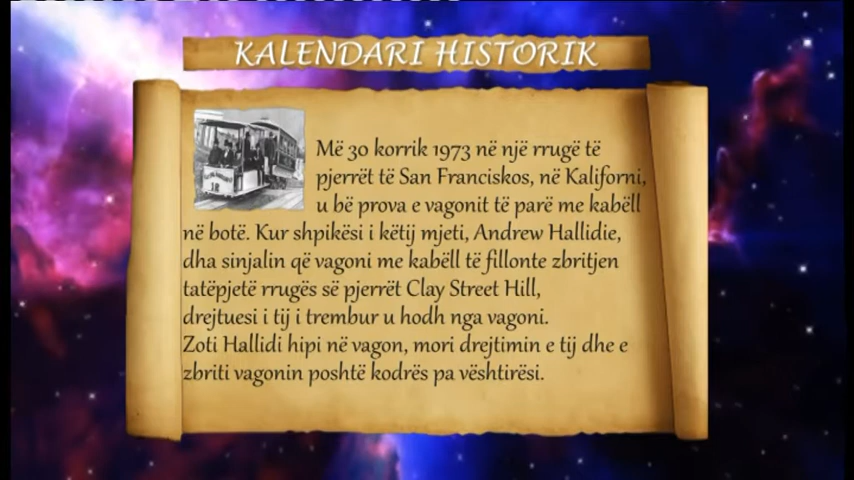 KALENDARI HISTORIK
Më 30 korrik 1973 në një rrugë të
pjerrët të San Franciskos, në Kaliforni,
u bë prova e vagonit të parë me kabëll
në botë. Kur shpikësi i këtij mjeti, Andrew Hallidie,
dha sinjalin që vagoni me kabëll të fillonte zbritjen
tatëpjetë rrugës së pjerrët Clay Street Hill,
drejtuesi i tij i trembur u hodh nga vagoni.
Zoti Hallidi hipi në vagon, mori drejtimin e tij dhe e
zbriti vagonin poshtë kodrës pa vështirësi.